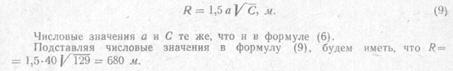 R = 1,5 a √C, м. (9)
Числовые значения a и C те же, что и в формуле (6).
Подставляя числовые значения в формулу (9), будем иметь, что R=
= 1,5·40 √129 = 680 м.